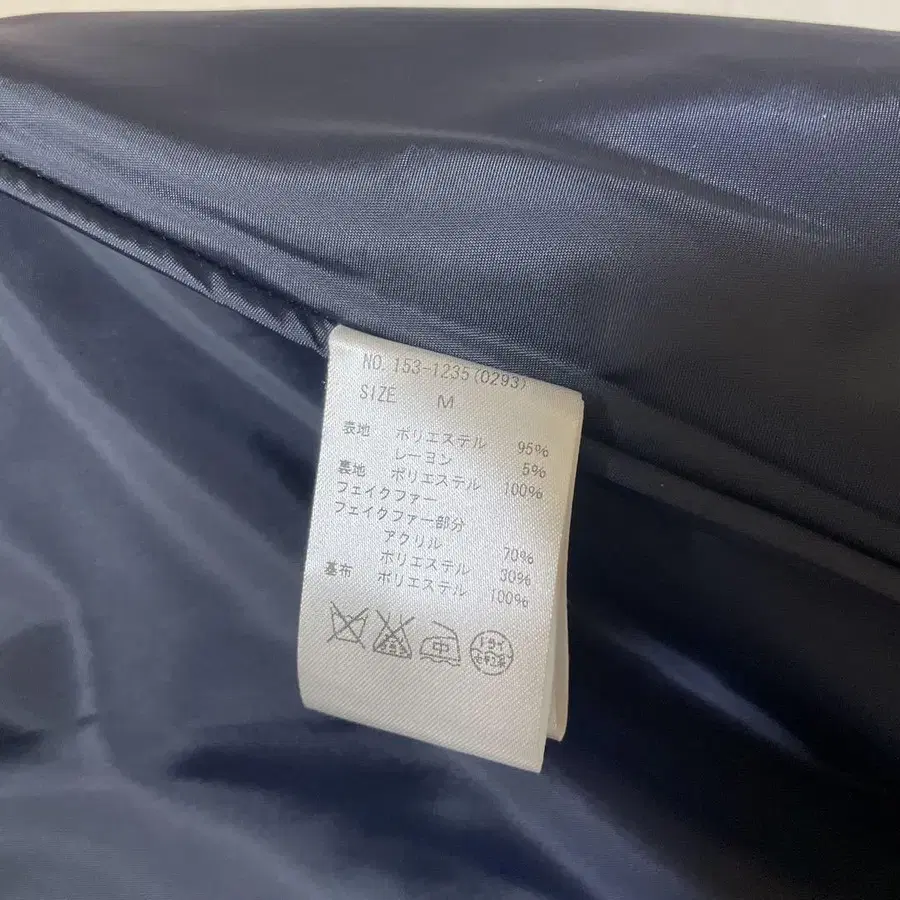 NO. 153-1235(0293)
SIZE M
表地 ポリエステル 95%
レーヨン 5%
裏地 ポリエステル 100%
フェイクファー
フェイクファー部分
アクリル 70%
ポリエステル 30%
基布 ポリエステル 100%
中 ドライ